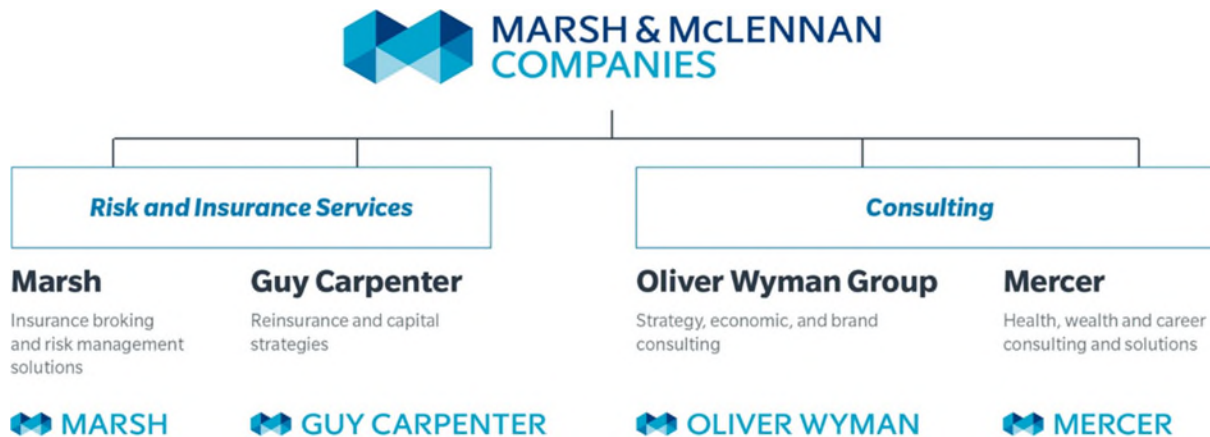 MARSH & McLENNAN
COMPANIES
Risk and Insurance Services
Consulting
Marsh
Insurance broking
and risk management
solutions
Guy Carpenter
Reinsurance and capital
strategies
Oliver Wyman Group
Strategy, economic, and brand
consulting
Mercer
Health, wealth and career
consulting and solutions
MARSH
GUY CARPENTER
OLIVER WYMAN
MERCER